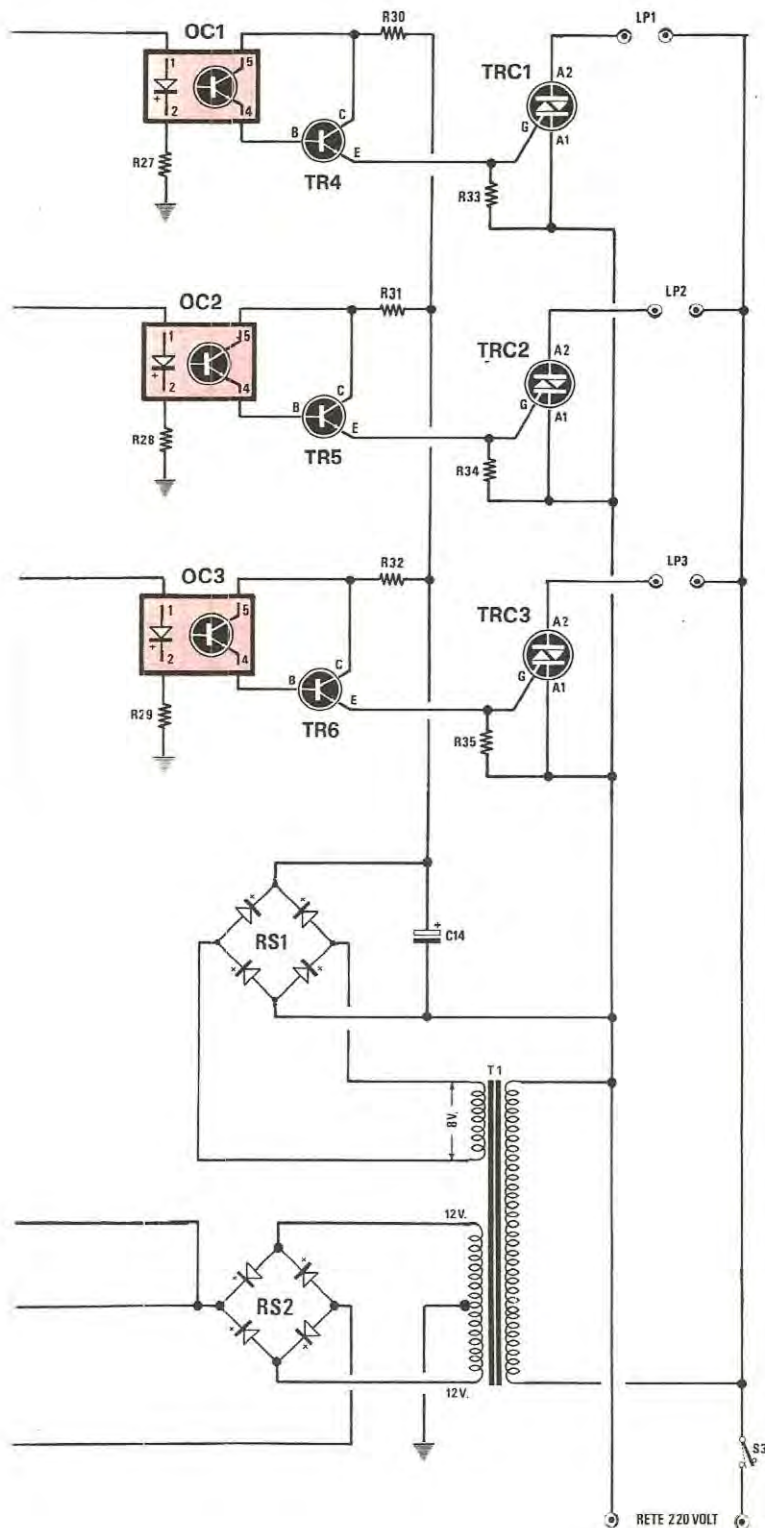 OC1
R30
LP1
1
5
2
4
TRC1
A2
G
A1
B
C
E
TR4
R27
R33
OC2
R31
LP2
1
5
2
4
TRC2
A2
G
A1
B
C
E
TR5
R28
R34
OC3
R32
LP3
1
5
2
4
TRC3
A2
G
A1
B
C
E
TR6
R29
R35
RS1
+
C14
T1
8V.
12V.
RS2
12V.
S3
RETE 220 VOLT